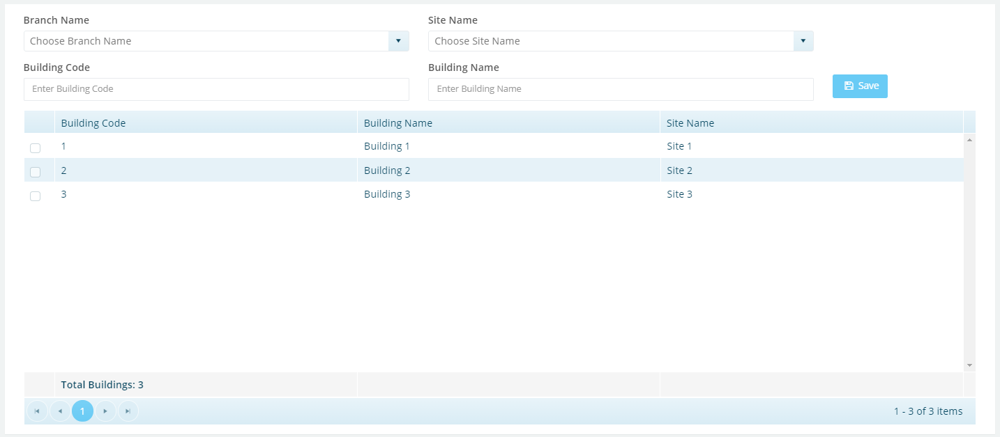 Branch Name
Site Name
Choose Branch Name
Choose Site Name
Building Code
Building Name
Enter Building Code
Enter Building Name
Save
Building Code Building Name Site Name
1 Building 1 Site 1
2 Building 2 Site 2
3 Building 3 Site 3
Total Buildings: 3
1
1 - 3 of 3 items